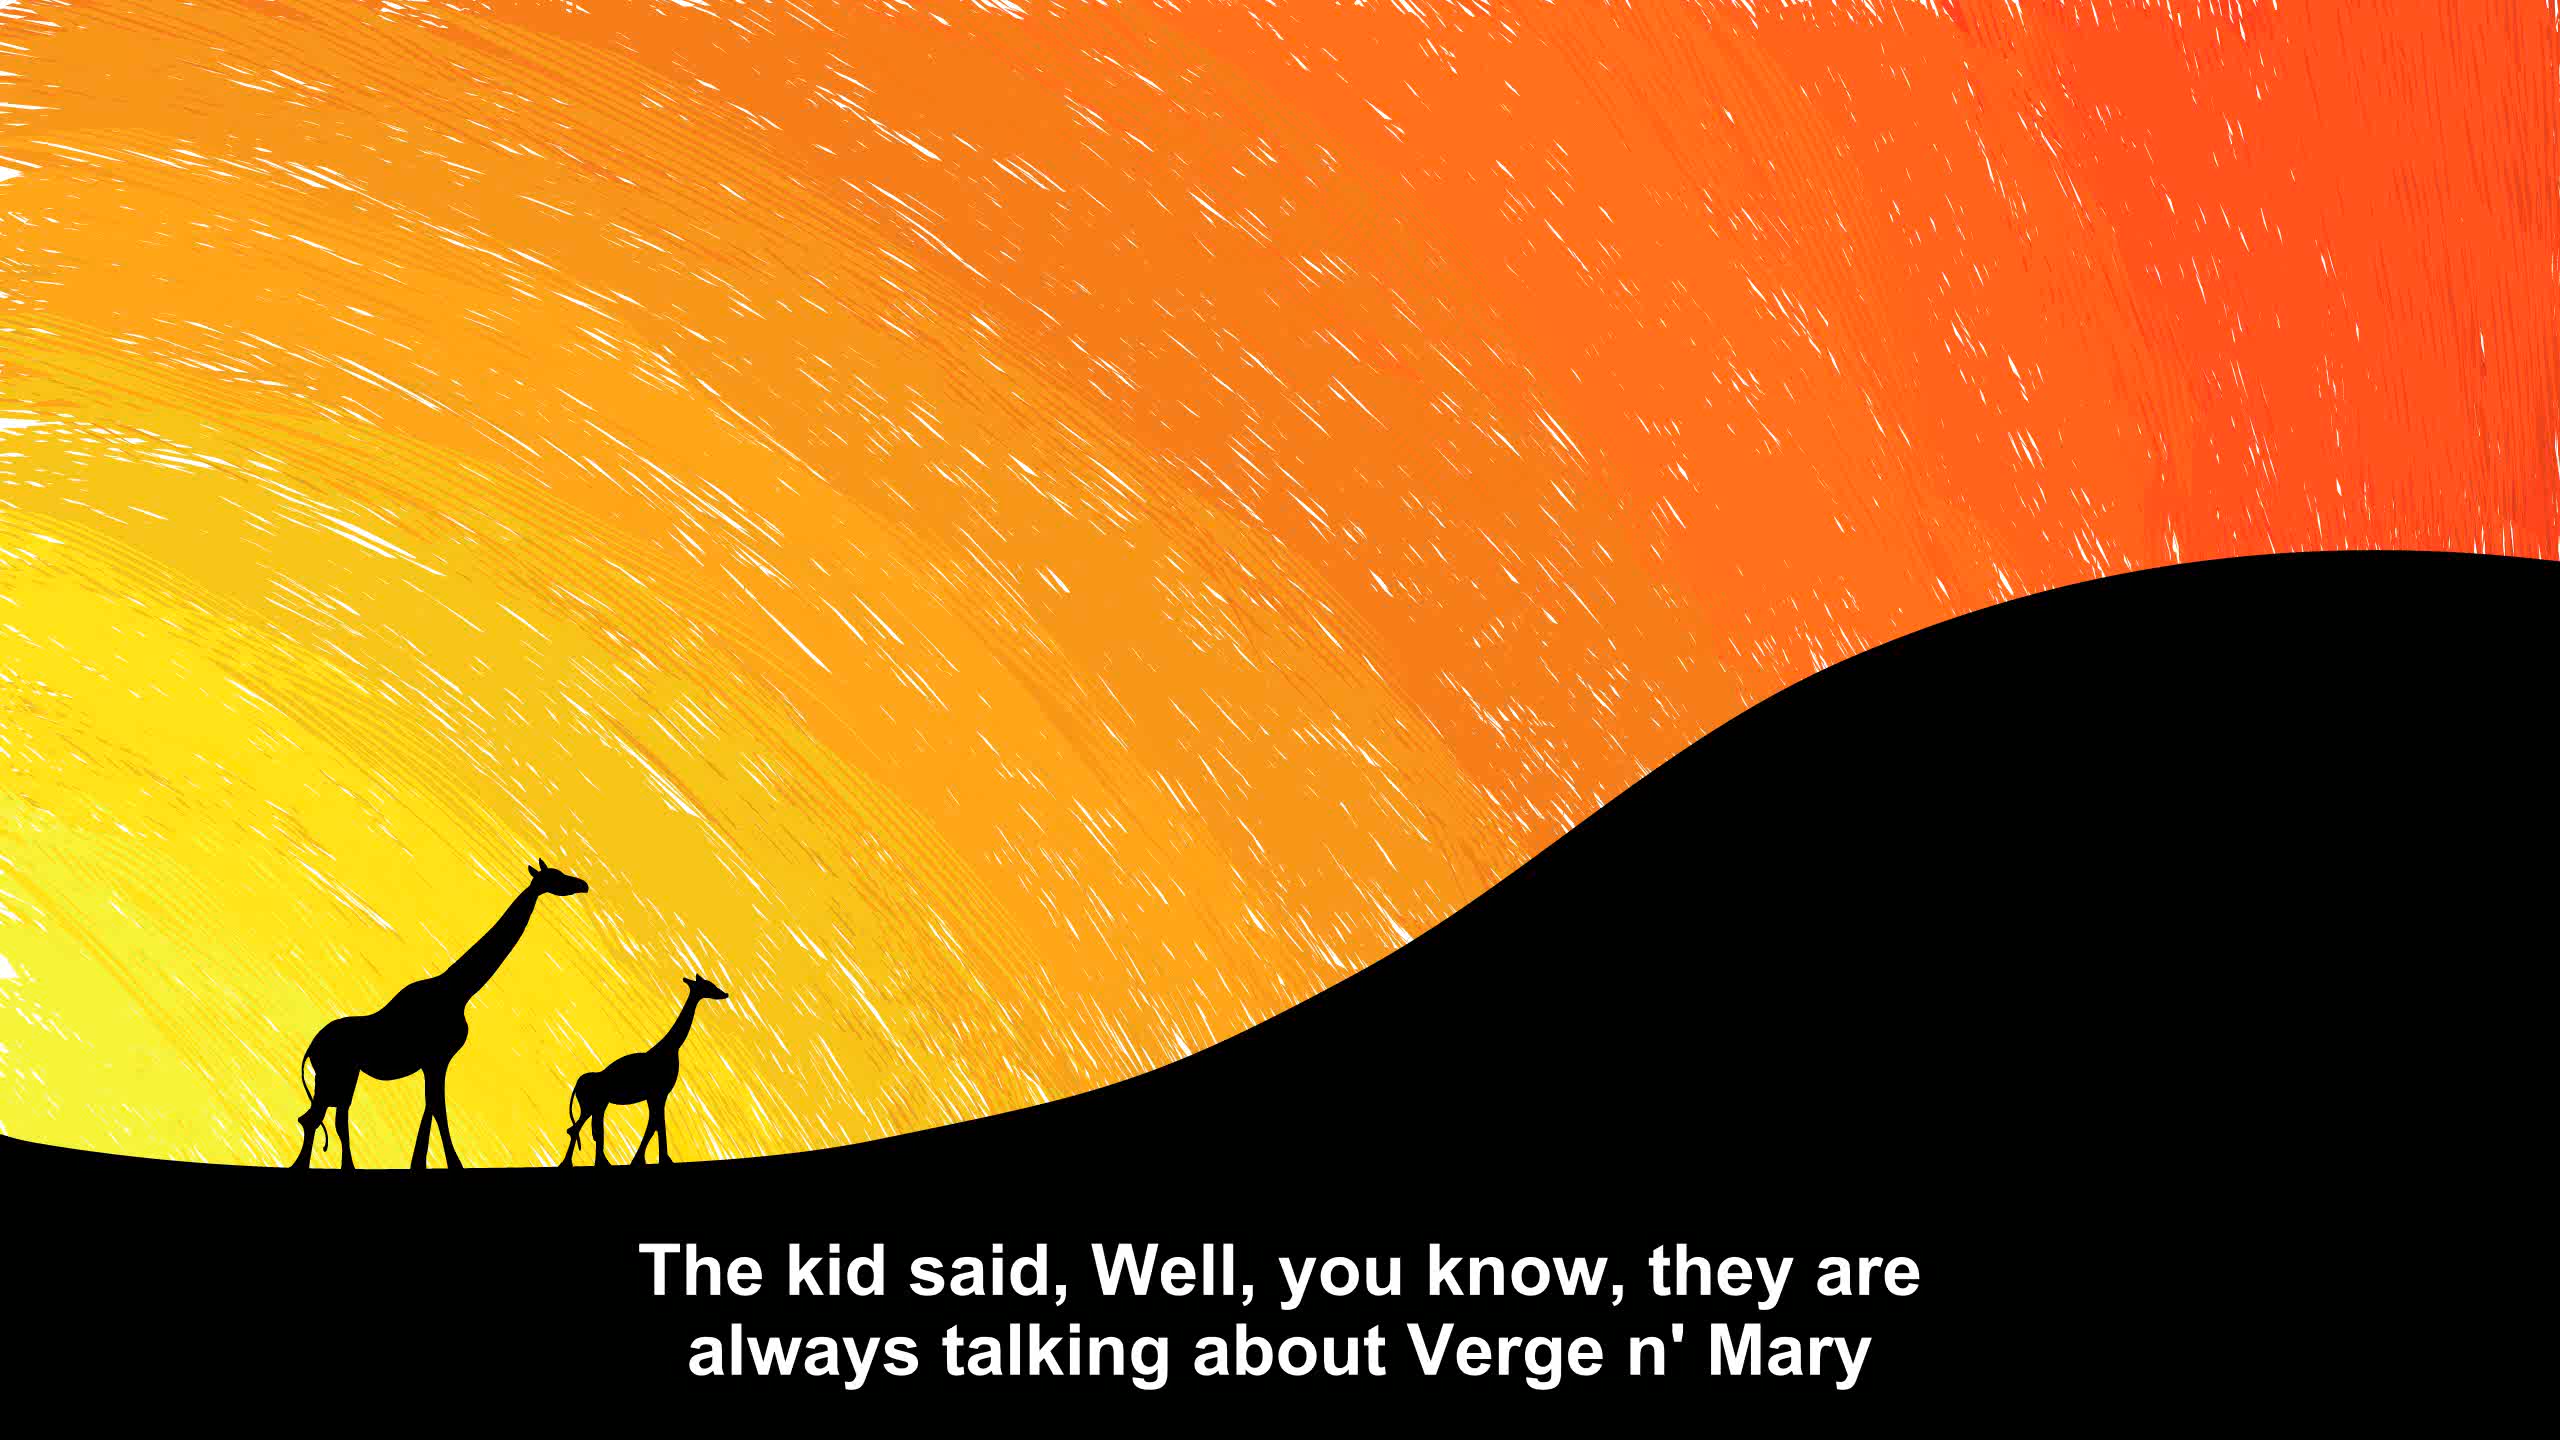 The kid said, Well, you know, they are
always talking about Verge n' Mary